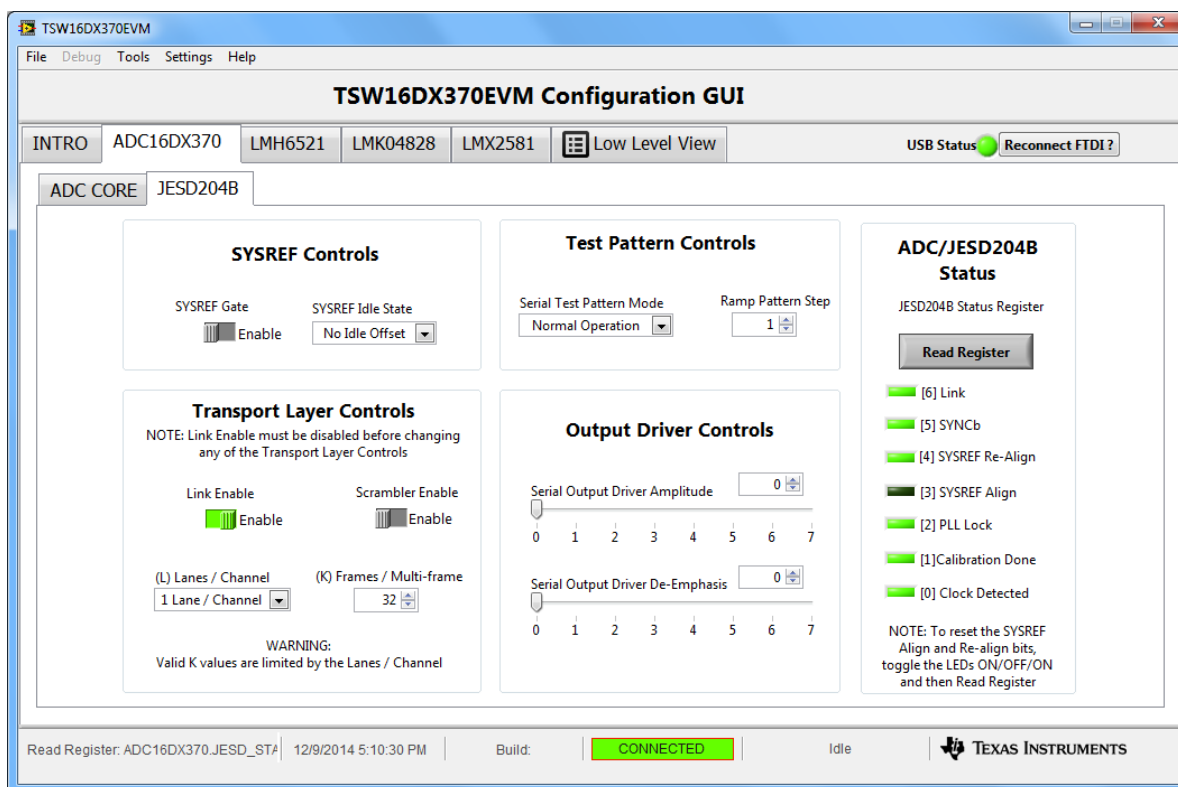 TSW16DX370EVM
File Debug Tools Settings Help
TSW16DX370EVM Configuration GUI
INTRO ADC16DX370 LMH6521 LMK04828 LMX2581 Low Level View USB Status Reconnect FTDI ?
ADC CORE JESD204B
SYSREF Controls
SYSREF Gate
Enable
SYSREF Idle State
No Idle Offset
Test Pattern Controls
Serial Test Pattern Mode
Normal Operation
Ramp Pattern Step
1
Transport Layer Controls
NOTE: Link Enable must be disabled before changing
any of the Transport Layer Controls
Link Enable
Enable
Scrambler Enable
Enable
(L) Lanes / Channel
1 Lane / Channel
(K) Frames / Multi-frame
32
WARNING:
Valid K values are limited by the Lanes / Channel
Output Driver Controls
Serial Output Driver Amplitude 0
0 1 2 3 4 5 6 7
Serial Output Driver De-Emphasis 0
0 1 2 3 4 5 6 7
ADC/JESD204B
Status
JESD204B Status Register
Read Register
[6] Link
[5] SYNCb
[4] SYSREF Re-Align
[3] SYSREF Align
[2] PLL Lock
[1]Calibration Done
[0] Clock Detected
NOTE: To reset the SYSREF
Align and Re-align bits,
toggle the LEDs ON/OFF/ON
and then Read Register
Read Register: ADC16DX370.JESD_STA 12/9/2014 5:10:30 PM Build: CONNECTED Idle TEXAS INSTRUMENTS